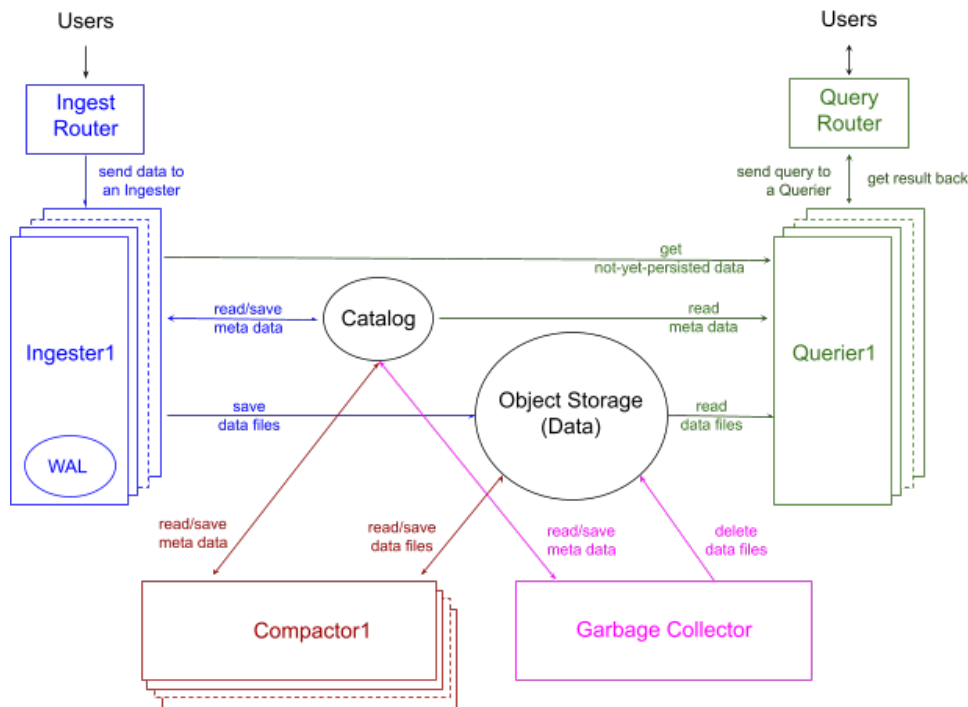 Users
Users
Ingest
Router
Query
Router
send data to
an Ingester
send query to
a Querier
get result back
get
not-yet-persisted data
read/save
meta data
Catalog
read
meta data
Ingester1
Querier1
Object Storage
(Data)
save
data files
read
data files
WAL
read/save
meta data
read/save
data files
read/save
meta data
delete
data files
Compactor1
Garbage Collector